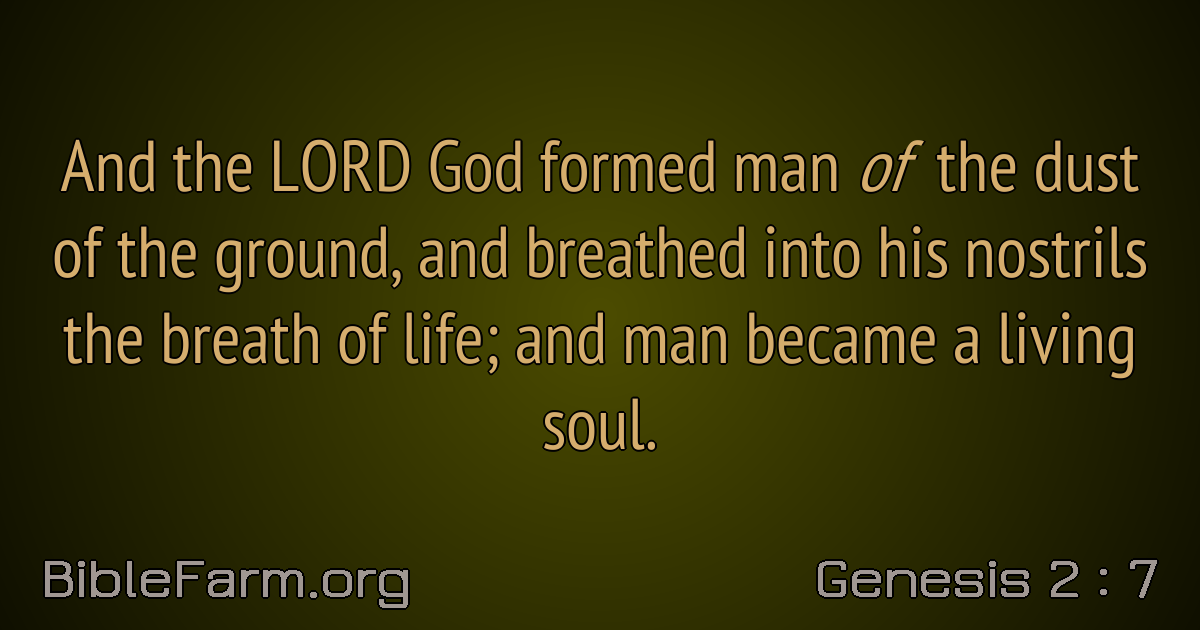 And the LORD God formed man of the dust
of the ground, and breathed into his nostrils
the breath of life; and man became a living
soul.
BibleFarm.org
Genesis 2 : 7